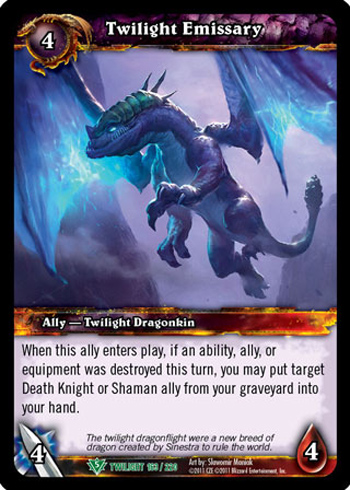 4
Twilight Emissary
Ally — Twilight Dragonkin
When this ally enters play, if an ability, ally, or
equipment was destroyed this turn, you may put target
Death Knight or Shaman ally from your graveyard into
your hand.
The twilight dragonflight were a new breed of
dragon created by Sinestra to rule the world.
4
S TWILIGHT 163 / 220
Art by: Slawomir Maniak
©2011 CZE ©2011 Blizzard Entertainment, Inc.
4